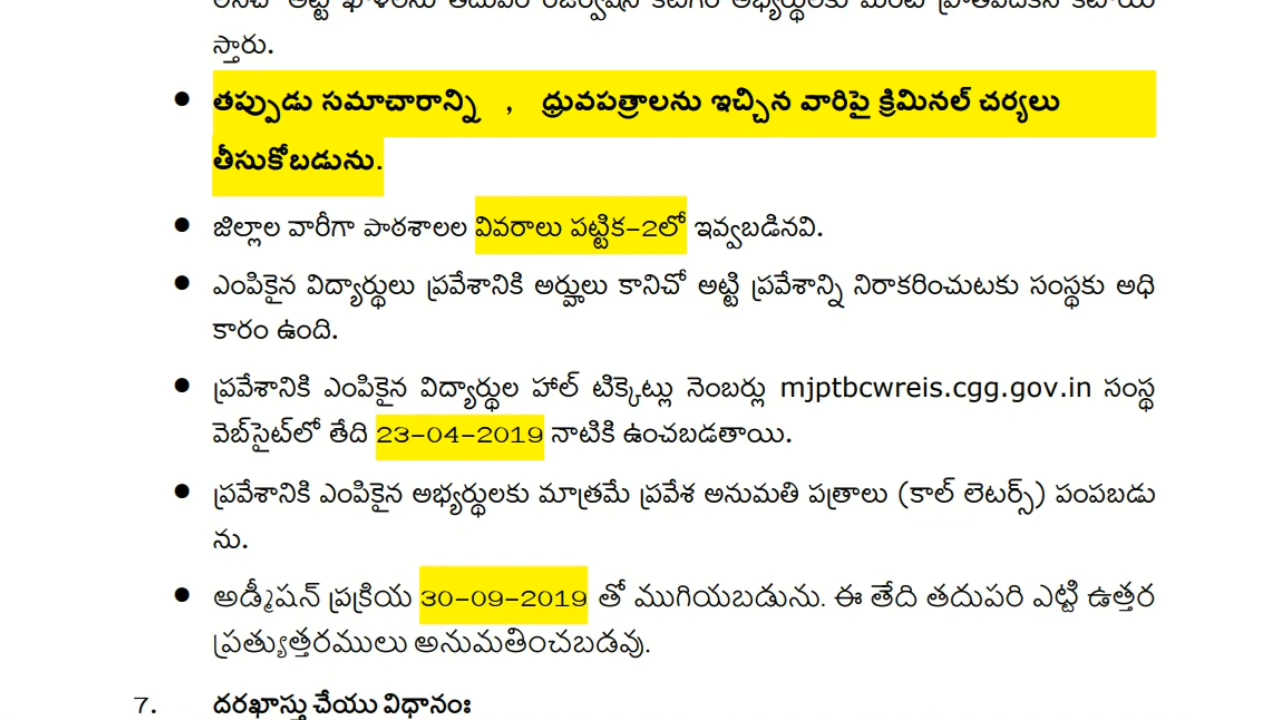 స్తారు.
• తప్పుడు సమాచారాన్ని , ధ్రువపత్రాలను ఇచ్చిన వారిపై క్రిమినల్ చర్యలు
తీసుకోబడును.
• జిల్లాల వారీగా పాఠశాలల వివరాలు పట్టిక-2లో ఇవ్వబడినవి.
• ఎంపికైన విద్యార్థులు ప్రవేశానికి అర్హులు కానిచో అట్టి ప్రవేశాన్ని నిరాకరించుటకు సంస్థకు అధి
కారం ఉంది.
• ప్రవేశానికి ఎంపికైన విద్యార్థుల హాల్ టిక్కెట్లు నెంబర్లు mjptbcwreis.cgg.gov.in సంస్థ
వెబ్‌సైట్‌లో తేది 23-04-2019 నాటికి ఉంచబడతాయి.
• ప్రవేశానికి ఎంపికైన అభ్యర్థులకు మాత్రమే ప్రవేశ అనుమతి పత్రాలు (కాల్ లెటర్స్) పంపబడు
ను.
• అడ్మీషన్ ప్రక్రియ 30-09-2019 తో ముగియబడును. ఈ తేది తదుపరి ఎట్టి ఉత్తర
ప్రత్యుత్తరములు అనుమతించబడవు.
7. దరఖాస్తు చేయు విధానంః